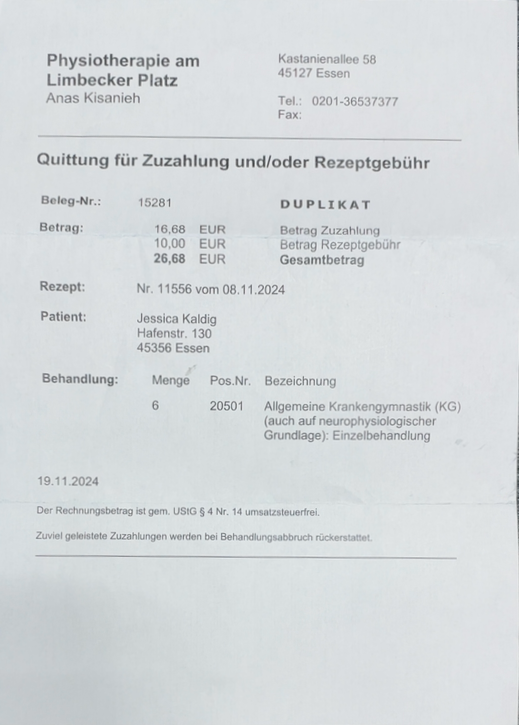 Physiotherapie am
Limbecker Platz
Anas Kisanieh
Kastanienallee 58
45127 Essen
Tel.: 0201-36537377
Fax:
Quittung für Zuzahlung und/oder Rezeptgebühr
Beleg-Nr.: 15281 DUPLIKAT
Betrag: 16,68 EUR Betrag Zuzahlung
10,00 EUR Betrag Rezeptgebühr
26,68 EUR Gesamtbetrag
Rezept: Nr. 11556 vom 08.11.2024
Patient: Jessica Kaldig
Hafenstr. 130
45356 Essen
Behandlung: Menge Pos.Nr. Bezeichnung
6 20501 Allgemeine Krankengymnastik (KG)
(auch auf neurophysiologischer
Grundlage): Einzelbehandlung
19.11.2024
Der Rechnungsbetrag ist gem. UStG § 4 Nr. 14 umsatzsteuerfrei.
Zuviel geleistete Zuzahlungen werden bei Behandlungsabbruch rückerstattet.